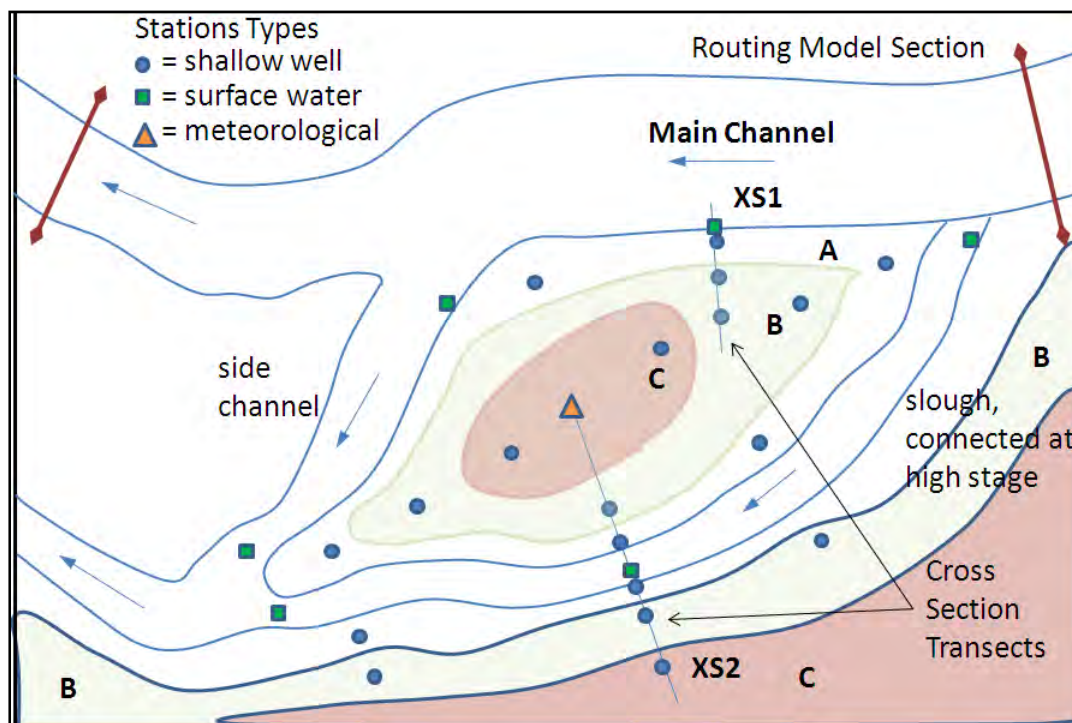 Stations Types
= shallow well
= surface water
= meteorological
Routing Model Section
Main Channel
XS1
A
B
B
C
side
channel
slough,
connected at
high stage
Cross
Section
Transects
XS2
C
B